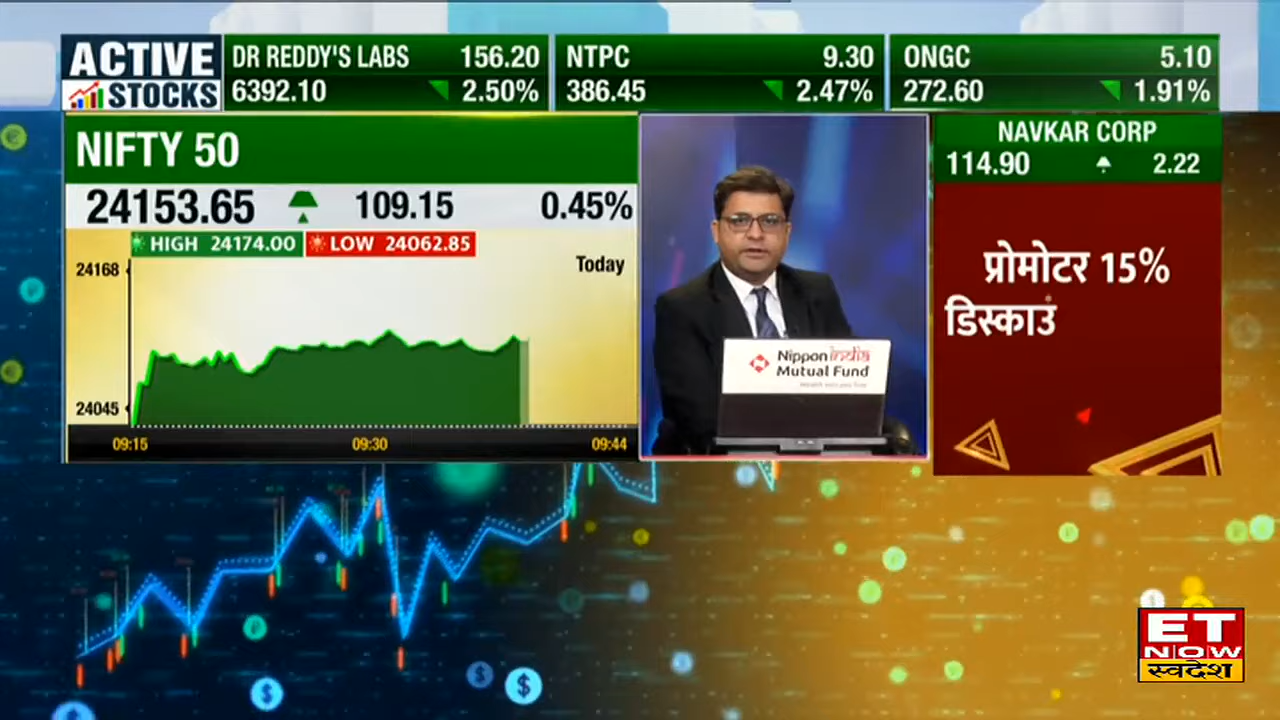 ACTIVE STOCKS
DR REDDY'S LABS 156.20
6392.10 2.50%
NTPC 9.30
386.45 2.47%
ONGC 5.10
272.60 1.91%
NIFTY 50
24153.65 109.15 0.45%
HIGH 24174.00 LOW 24062.85
Today
24168
24045
09:15 09:30 09:44
Nippon india
Mutual Fund
NAVKAR CORP
114.90 2.22
प्रोमोटर 15%
डिस्काउं
ET
NOW
स्वदेश